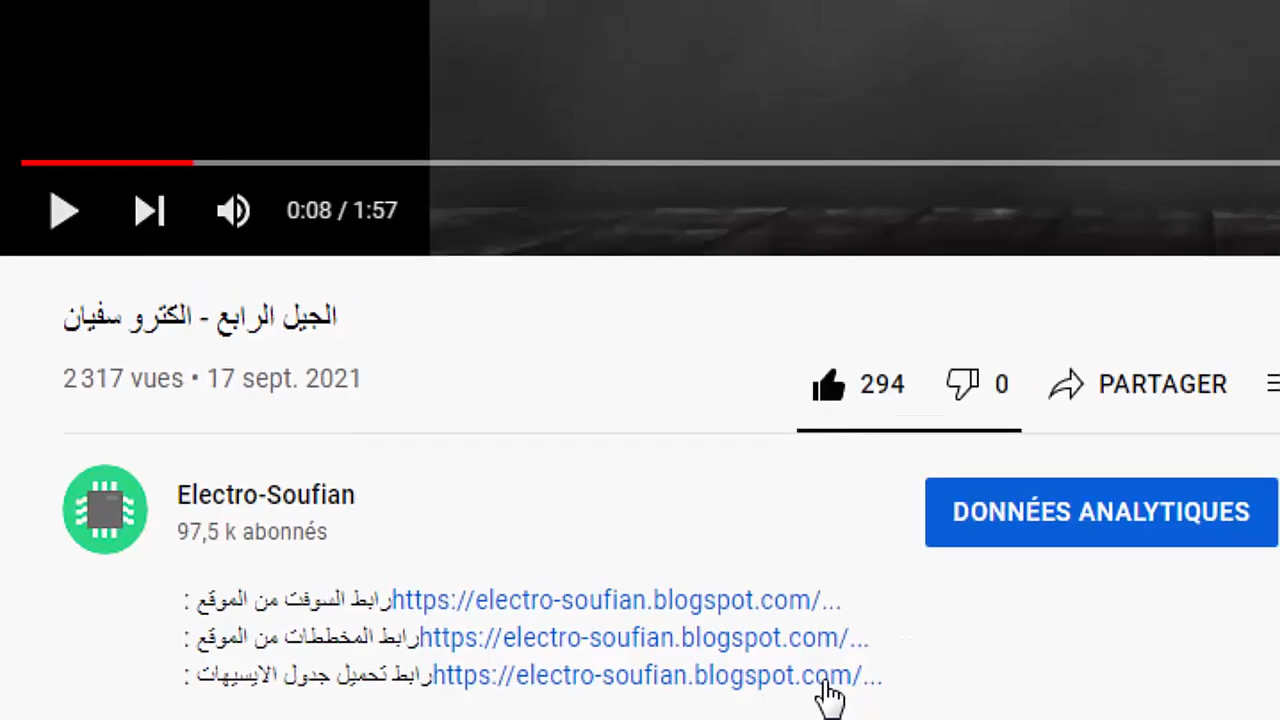 0:08 / 1:57
الجيل الرابع - الكترو سفيان
2 317 vues • 17 sept. 2021
294 0 PARTAGER
Electro-Soufian
97,5 k abonnés
DONNÉES ANALYTIQUES
رابط السوفت من الموقع : https://electro-soufian.blogspot.com/...
رابط المخططات من الموقع : https://electro-soufian.blogspot.com/...
رابط تحميل جدول الايسيهات : https://electro-soufian.blogspot.com/...